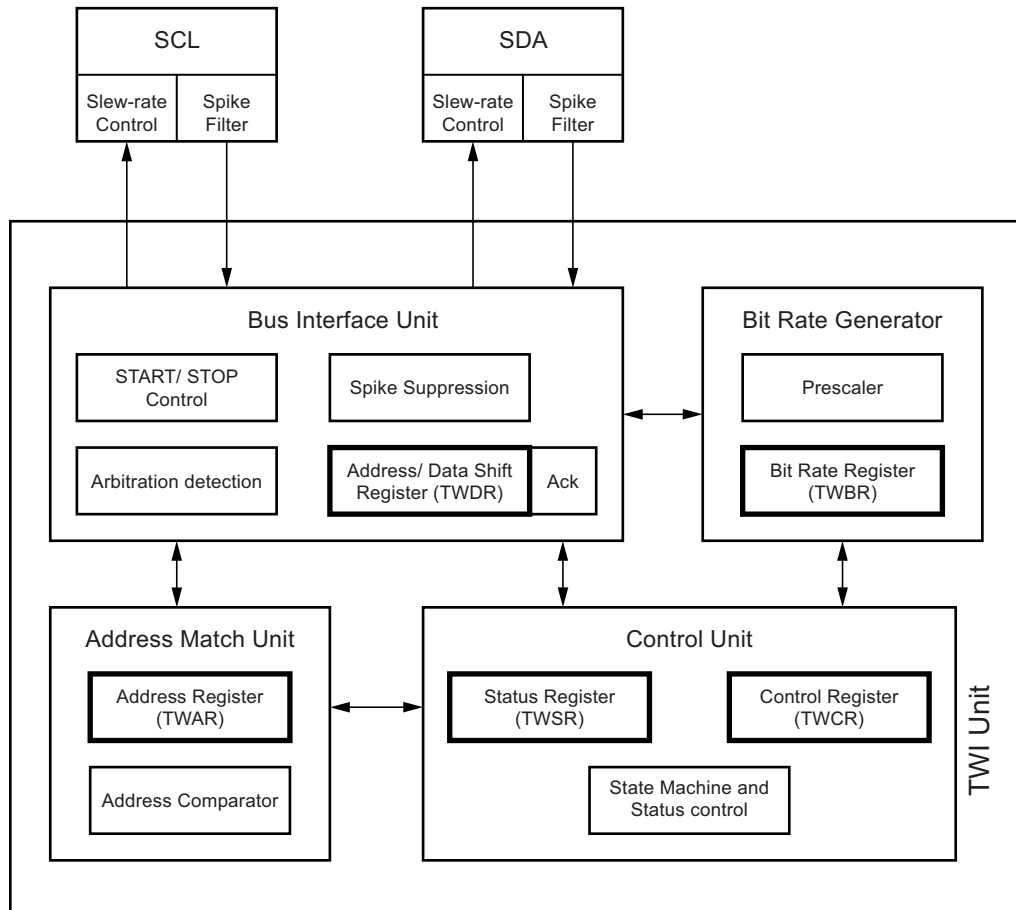 SCL
Slew-rate
Control
Spike
Filter
SDA
Slew-rate
Control
Spike
Filter
Bus Interface Unit
START/ STOP
Control
Spike Suppression
Arbitration detection
Address/ Data Shift
Register (TWDR)
Ack
Bit Rate Generator
Prescaler
Bit Rate Register
(TWBR)
Address Match Unit
Address Register
(TWAR)
Address Comparator
Control Unit
Status Register
(TWSR)
Control Register
(TWCR)
State Machine and
Status control
TWI Unit